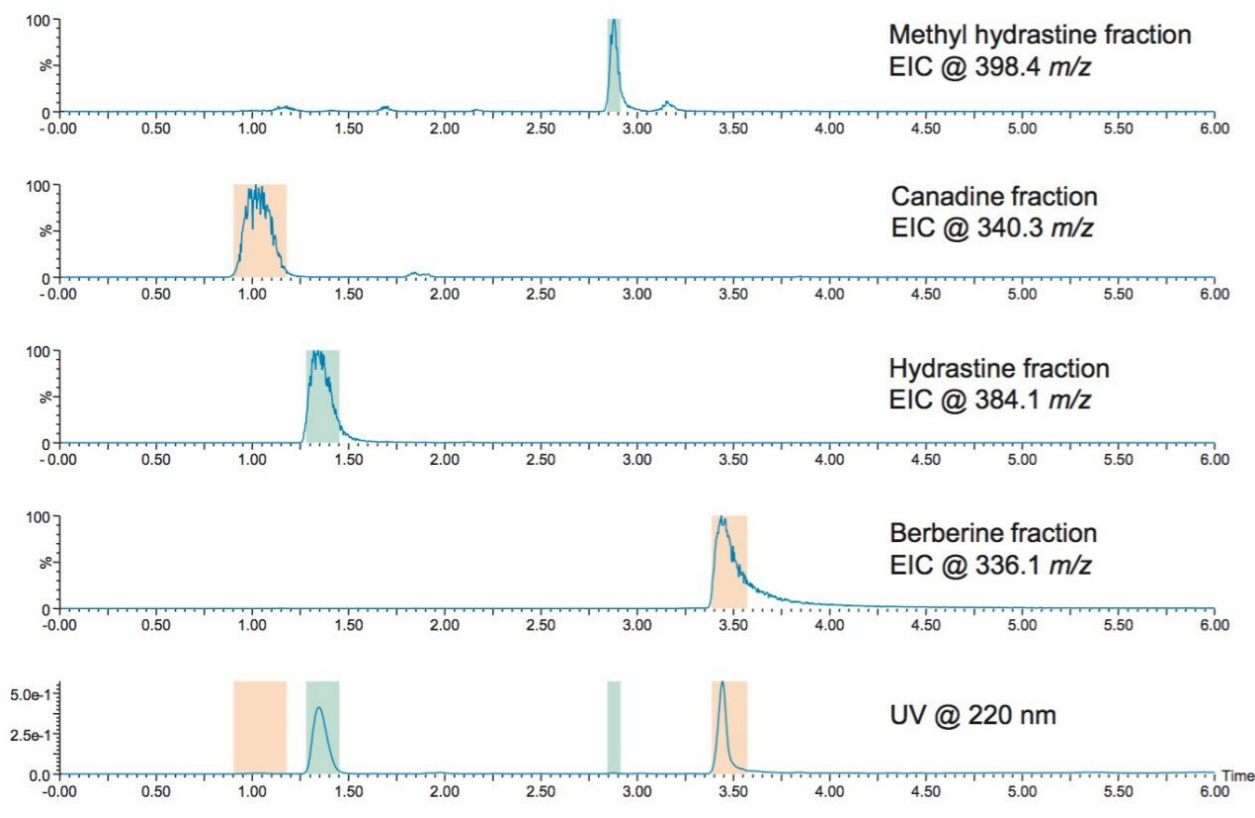 Methyl hydrastine fraction
EIC @ 398.4 m/z
100
%
0
-0.00 0.50 1.00 1.50 2.00 2.50 3.00 3.50 4.00 4.50 5.00 5.50 6.00
Canadine fraction
EIC @ 340.3 m/z
100
%
0
-0.00 0.50 1.00 1.50 2.00 2.50 3.00 3.50 4.00 4.50 5.00 5.50 6.00
Hydrastine fraction
EIC @ 384.1 m/z
100
%
0
-0.00 0.50 1.00 1.50 2.00 2.50 3.00 3.50 4.00 4.50 5.00 5.50 6.00
Berberine fraction
EIC @ 336.1 m/z
100
%
0
-0.00 0.50 1.00 1.50 2.00 2.50 3.00 3.50 4.00 4.50 5.00 5.50 6.00
UV @ 220 nm
5.0e-1
2.5e-1
0.0
Time
-0.00 0.50 1.00 1.50 2.00 2.50 3.00 3.50 4.00 4.50 5.00 5.50 6.00